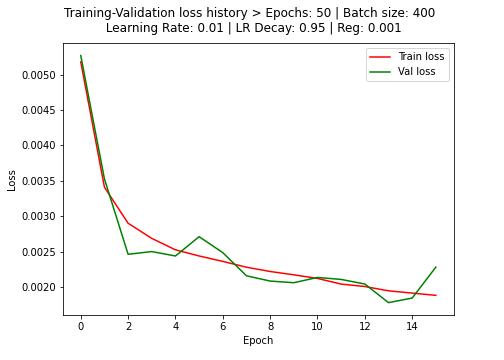 Training-Validation loss history > Epochs: 50 | Batch size: 400
Learning Rate: 0.01 | LR Decay: 0.95 | Reg: 0.001
Train loss
Val loss
Loss
0.0050
0.0045
0.0040
0.0035
0.0030
0.0025
0.0020
0 2 4 6 8 10 12 14
Epoch